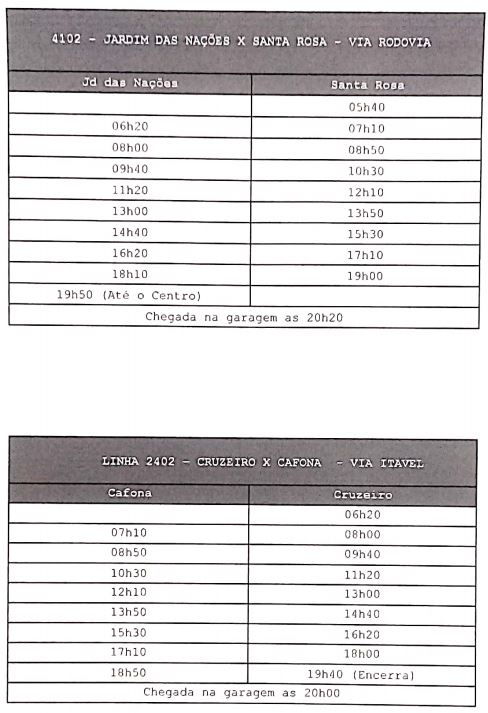 4102 - JARDIM DAS NAÇÕES X SANTA ROSA - VIA RODOVIA
Jd das Nações Santa Rosa
05h40
06h20 07h10
08h00 08h50
09h40 10h30
11h20 12h10
13h00 13h50
14h40 15h30
16h20 17h10
18h10 19h00
19h50 (Até o Centro)
Chegada na garagem as 20h20
LINHA 2402 - CRUZEIRO X CAFONA - VIA ITAVEL
Cafona Cruzeiro
06h20
07h10 08h00
08h50 09h40
10h30 11h20
12h10 13h00
13h50 14h40
15h30 16h20
17h10 18h00
18h50 19h40 (Encerra)
Chegada na garagem as 20h00